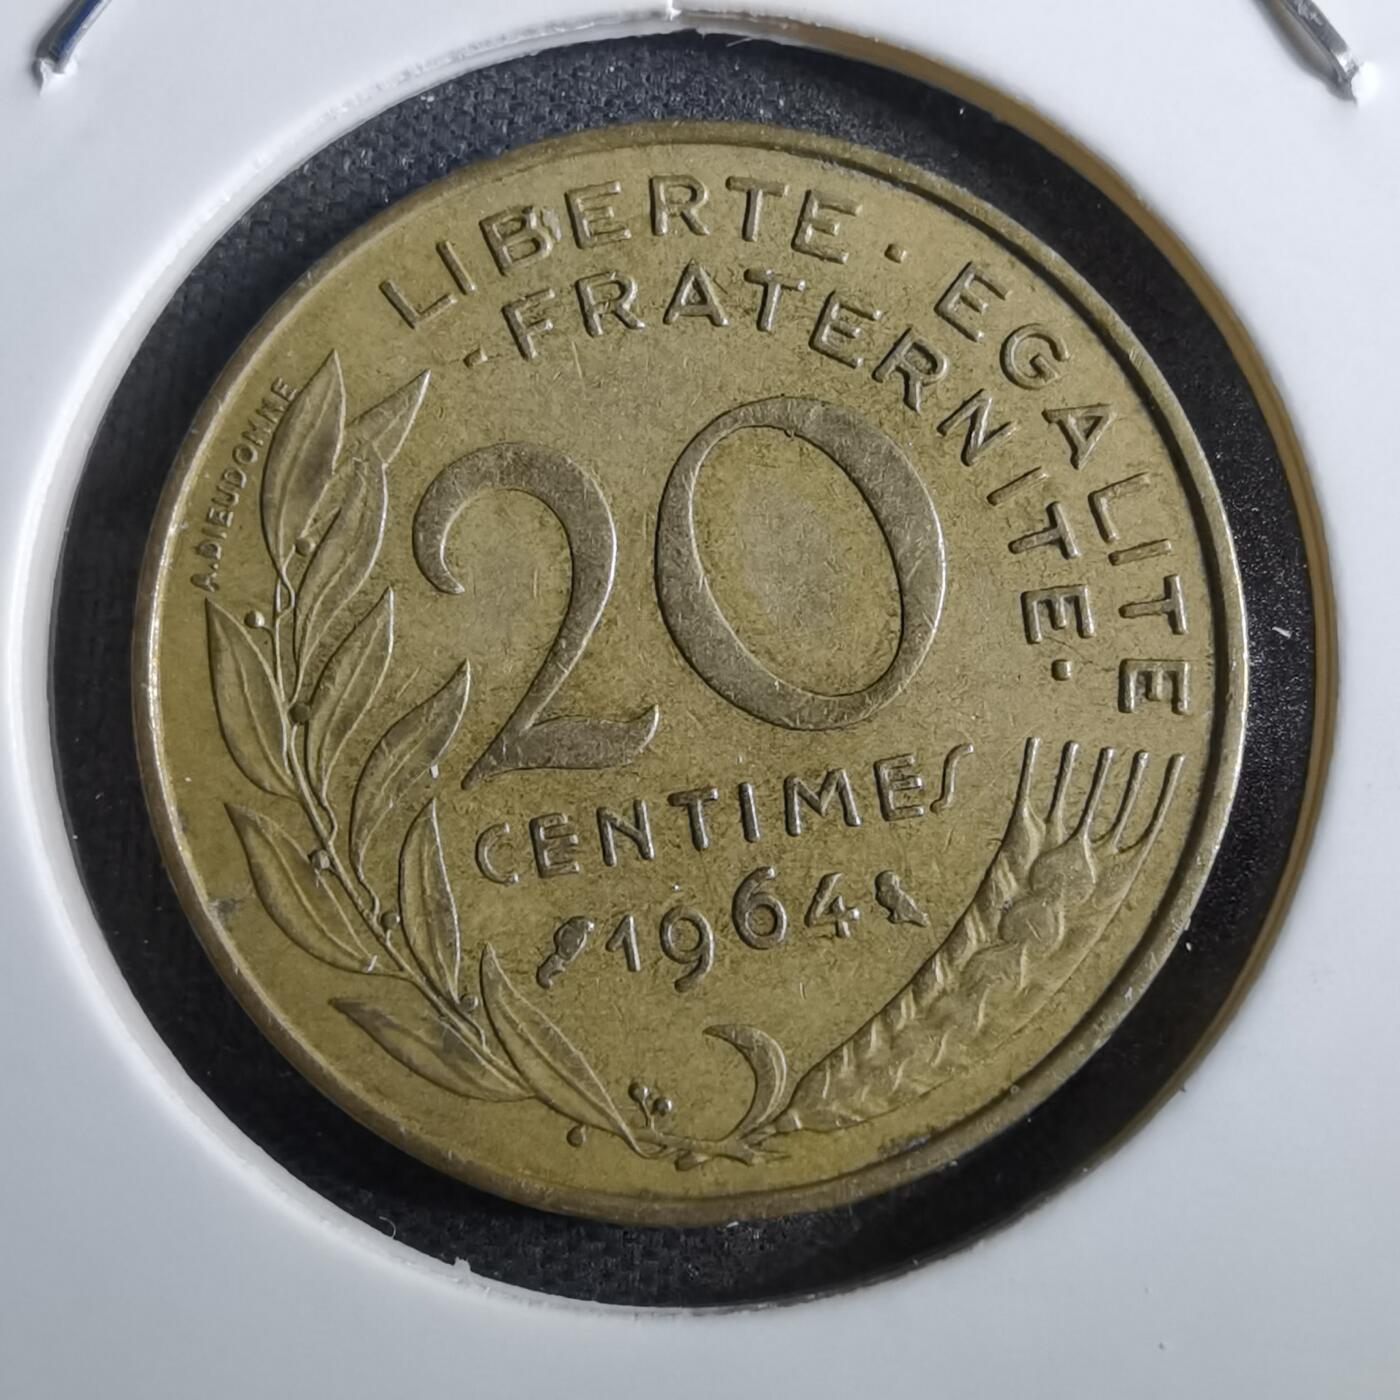 LIBERTE · EGALITE
· FRATERNITE ·
A.DIEUDONNE
20
CENTIMES
1964